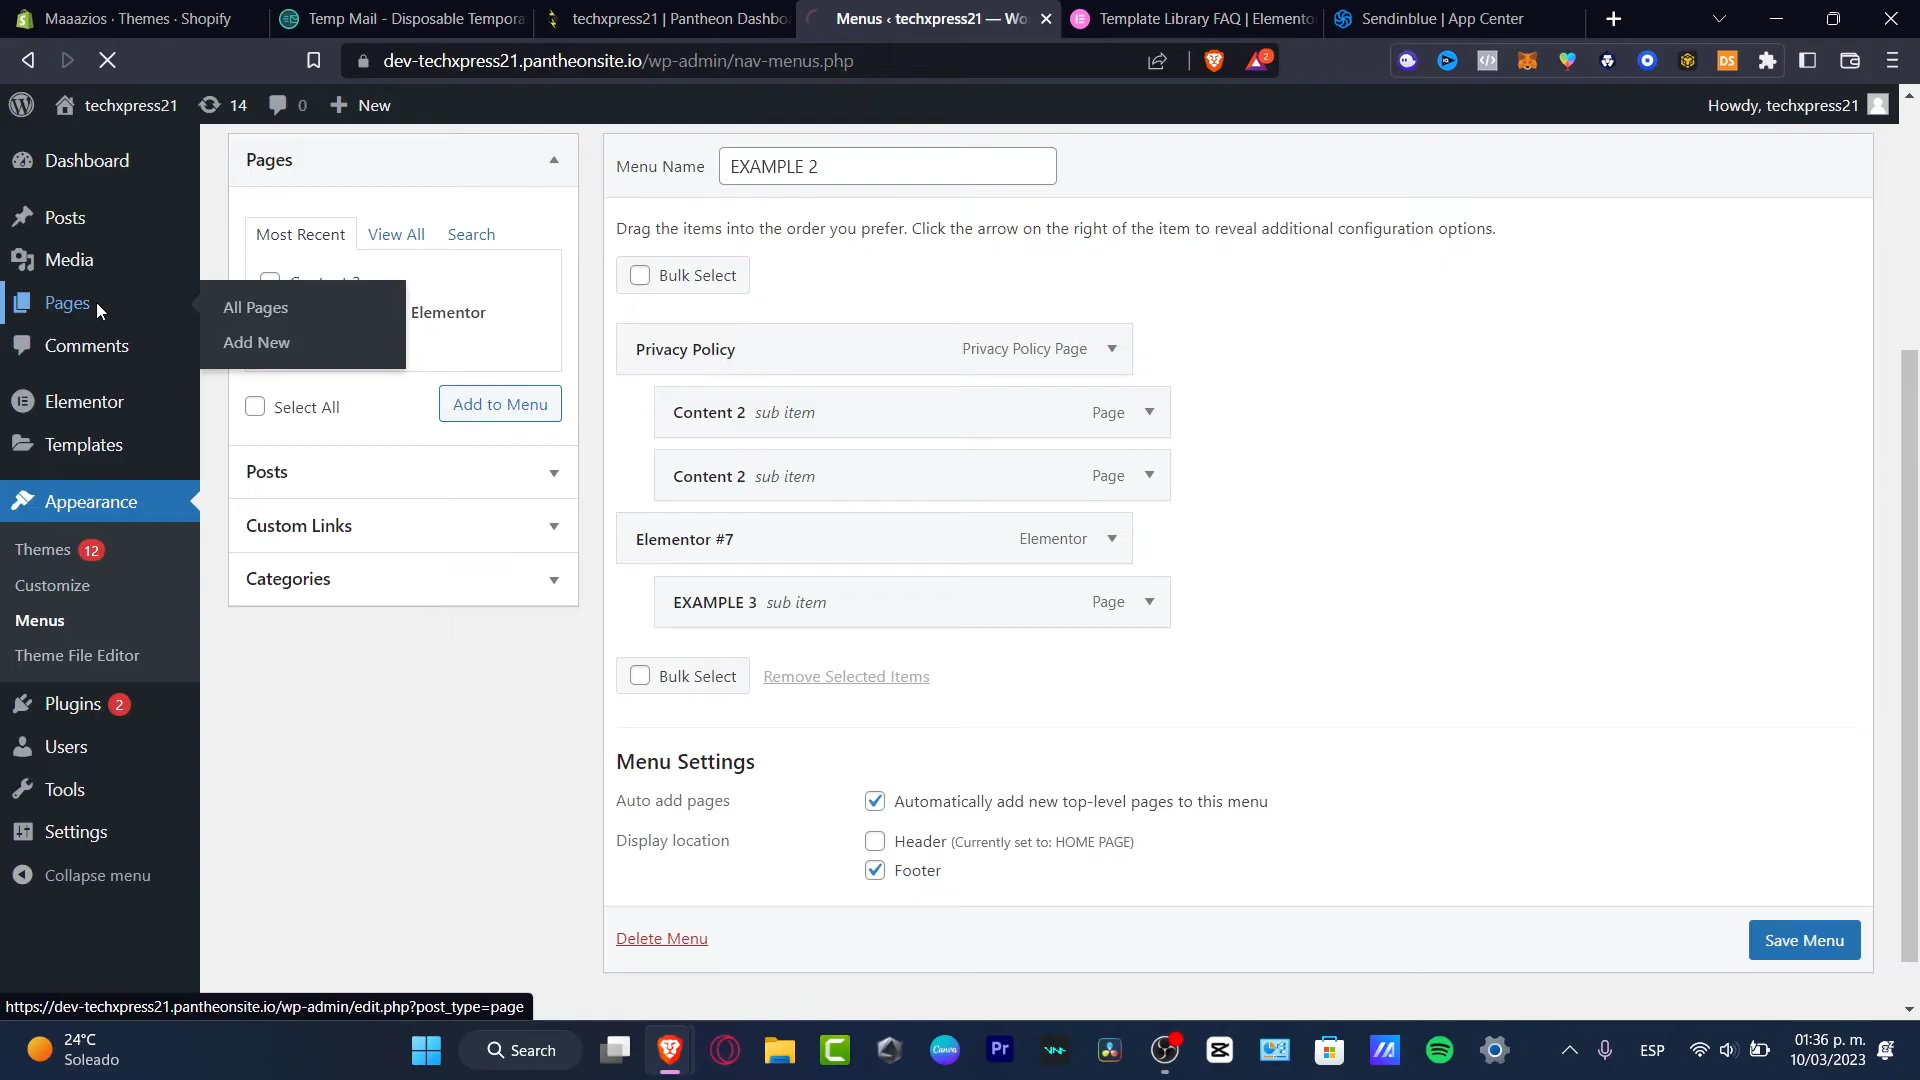 Maaazios · Themes · Shopify
Temp Mail - Disposable Tempora
techxpress21 | Pantheon Dashbo
Menus ‹ techxpress21 — Wo
Template Library FAQ | Elemento
Sendinblue | App Center
dev-techxpress21.pantheonsite.io/wp-admin/nav-menus.php
2
techxpress21
14
0
New
Howdy, techxpress21
Dashboard
Posts
Media
Pages
Comments
Elementor
Templates
Appearance
Themes 12
Customize
Menus
Theme File Editor
Plugins 2
Users
Tools
Settings
Collapse menu
All Pages
Add New
Pages
Most Recent
View All
Search
Elementor
Select All
Add to Menu
Posts
Custom Links
Categories
Menu Name
EXAMPLE 2
Drag the items into the order you prefer. Click the arrow on the right of the item to reveal additional configuration options.
Bulk Select
Privacy Policy
Privacy Policy Page
Content 2 sub item
Page
Content 2 sub item
Page
Elementor #7
Elementor
EXAMPLE 3 sub item
Page
Bulk Select
Remove Selected Items
Menu Settings
Auto add pages
Automatically add new top-level pages to this menu
Display location
Header (Currently set to: HOME PAGE)
Footer
Delete Menu
Save Menu
https://dev-techxpress21.pantheonsite.io/wp-admin/edit.php?post_type=page
24°C
Soleado
Search
Canva
Pr
ESP
01:36 p. m.
10/03/2023